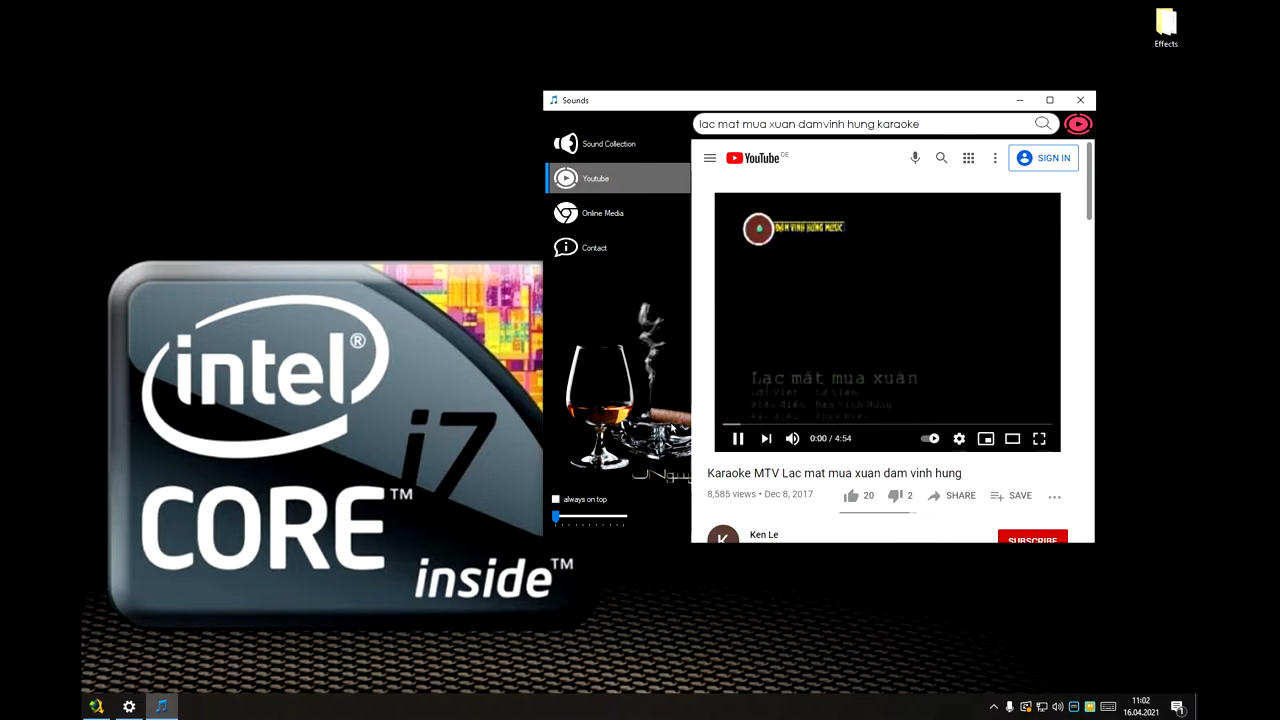 Effects
Sounds
lac mat mua xuan damvinh hung karaoke
Sound Collection
Youtube
Online Media
Contact
always on top
YouTube DE
SIGN IN
ĐÀM VĨNH HƯNG MUSIC
Lạc mất mùa xuân
0:00 / 4:54
Karaoke MTV Lac mat mua xuan dam vinh hung
8,585 views • Dec 8, 2017
20
2
SHARE
SAVE
K
Ken Le
SUBSCRIBE
intel®
i7
CORE™
inside™
11:02
16.04.2021
1